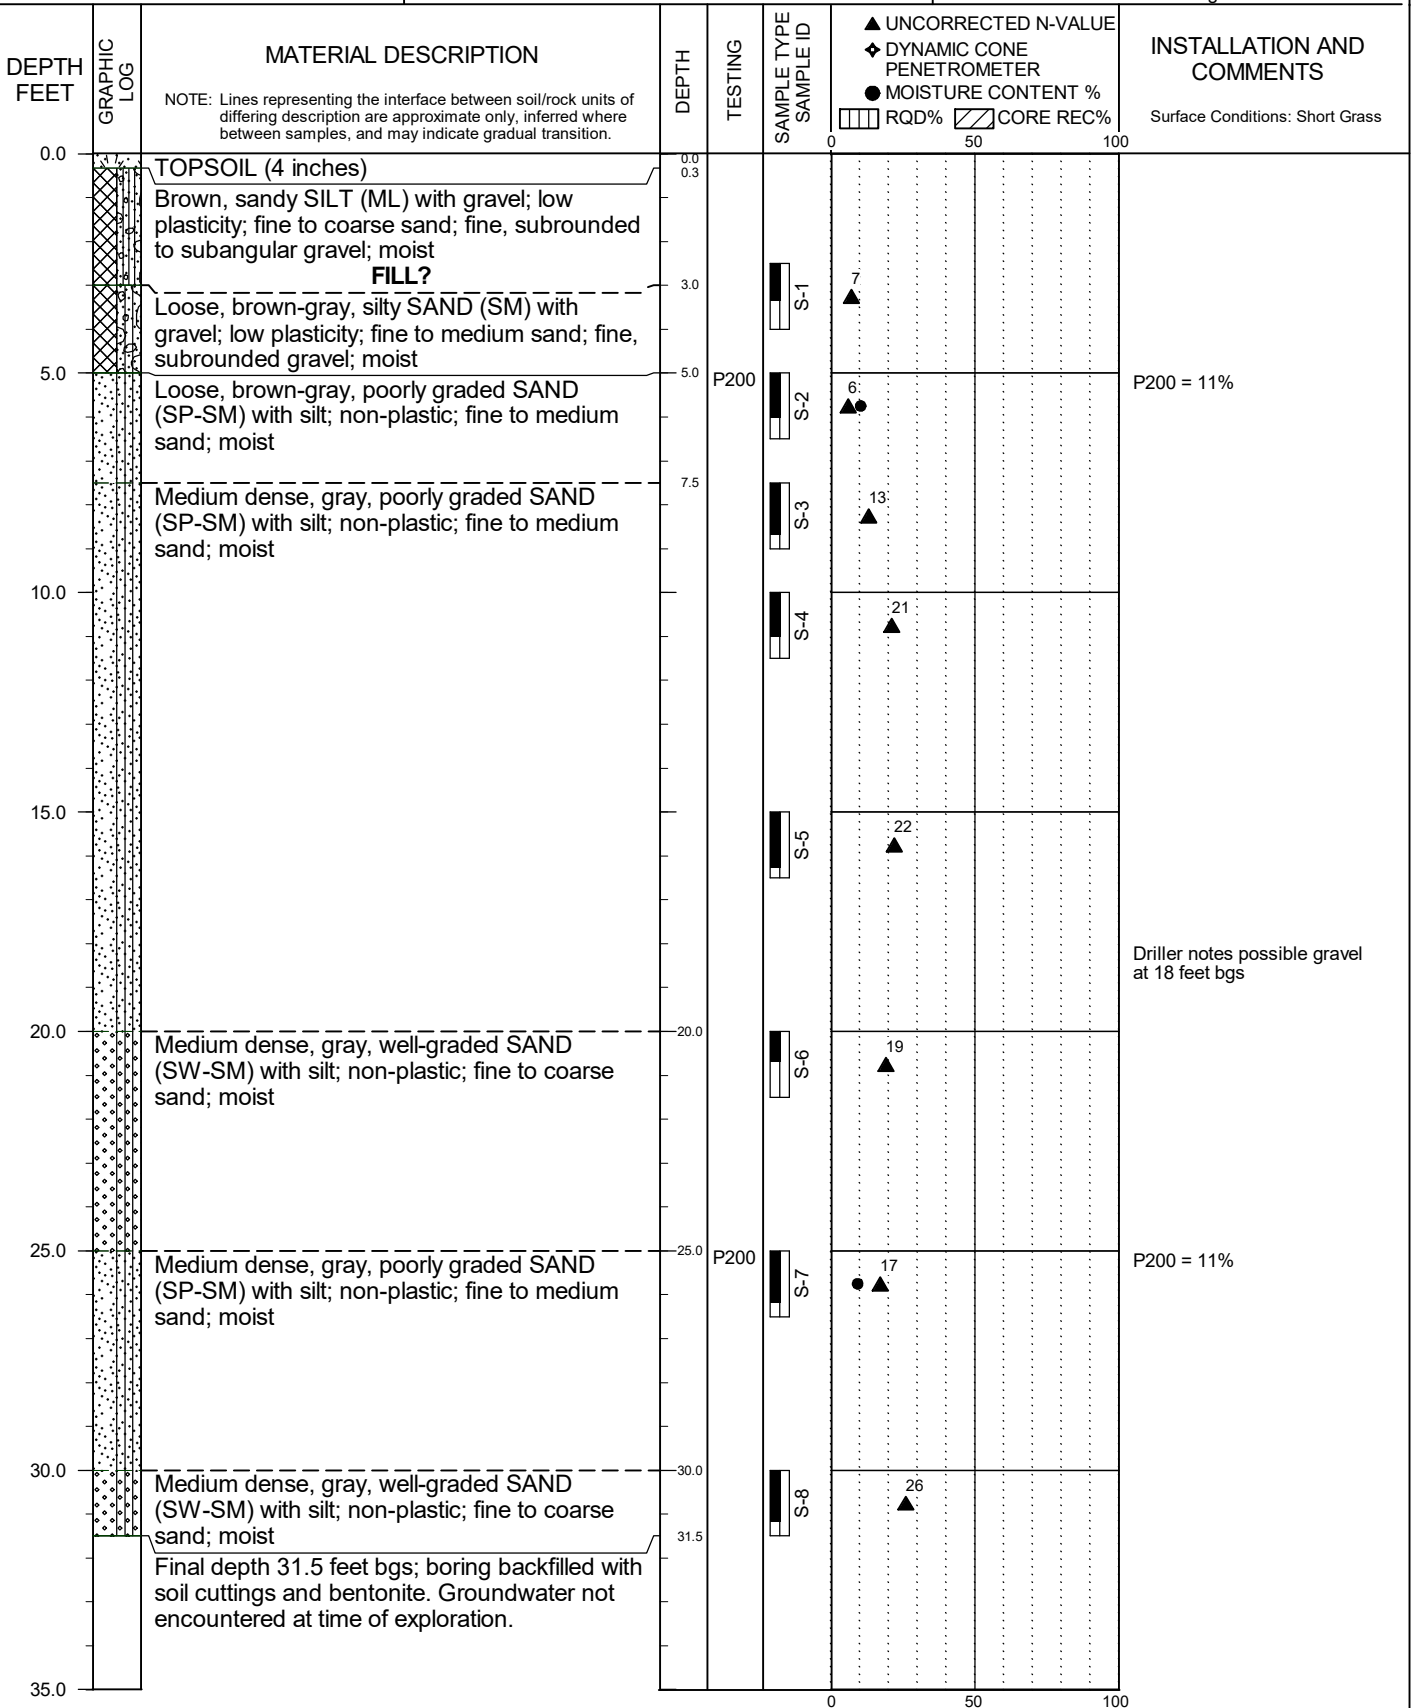 DEPTH
FEET
GRAPHIC
LOG
MATERIAL DESCRIPTION
NOTE: Lines representing the interface between soil/rock units of
differing description are approximate only, inferred where
between samples, and may indicate gradual transition.
DEPTH
TESTING
SAMPLE TYPE
SAMPLE ID
▲ UNCORRECTED N-VALUE
DYNAMIC CONE
PENETROMETER
● MOISTURE CONTENT %
RQD% CORE REC%
0 50 100
INSTALLATION AND
COMMENTS
Surface Conditions: Short Grass
0.0
TOPSOIL (4 inches)
0.0
0.3
Brown, sandy SILT (ML) with gravel; low
plasticity; fine to coarse sand; fine, subrounded
to subangular gravel; moist
FILL?
3.0
S-1
7
Loose, brown-gray, silty SAND (SM) with
gravel; low plasticity; fine to medium sand; fine,
subrounded gravel; moist
5.0
5.0
P200
S-2
6
P200 = 11%
Loose, brown-gray, poorly graded SAND
(SP-SM) with silt; non-plastic; fine to medium
sand; moist
7.5
S-3
13
Medium dense, gray, poorly graded SAND
(SP-SM) with silt; non-plastic; fine to medium
sand; moist
10.0
S-4
21
15.0
S-5
22
Driller notes possible gravel
at 18 feet bgs
20.0
20.0
S-6
19
Medium dense, gray, well-graded SAND
(SW-SM) with silt; non-plastic; fine to coarse
sand; moist
25.0
25.0
P200
S-7
17
P200 = 11%
Medium dense, gray, poorly graded SAND
(SP-SM) with silt; non-plastic; fine to medium
sand; moist
30.0
30.0
S-8
26
Medium dense, gray, well-graded SAND
(SW-SM) with silt; non-plastic; fine to coarse
sand; moist
31.5
Final depth 31.5 feet bgs; boring backfilled with
soil cuttings and bentonite. Groundwater not
encountered at time of exploration.
35.0
0 50 100